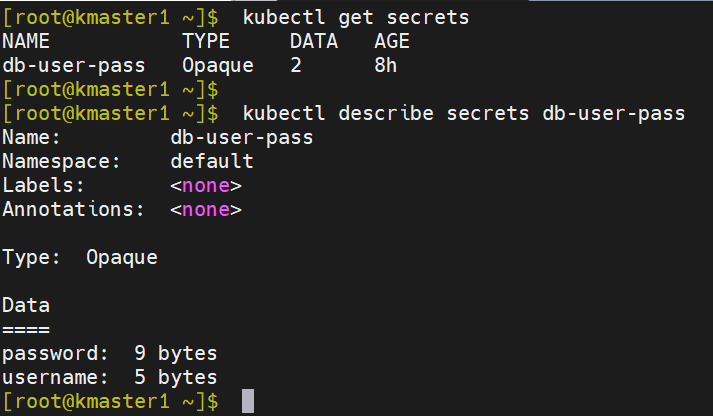 [root@kmaster1 ~]$ kubectl get secrets
NAME TYPE DATA AGE
db-user-pass Opaque 2 8h
[root@kmaster1 ~]$
[root@kmaster1 ~]$ kubectl describe secrets db-user-pass
Name: db-user-pass
Namespace: default
Labels: <none>
Annotations: <none>
Type: Opaque
Data
====
password: 9 bytes
username: 5 bytes
[root@kmaster1 ~]$